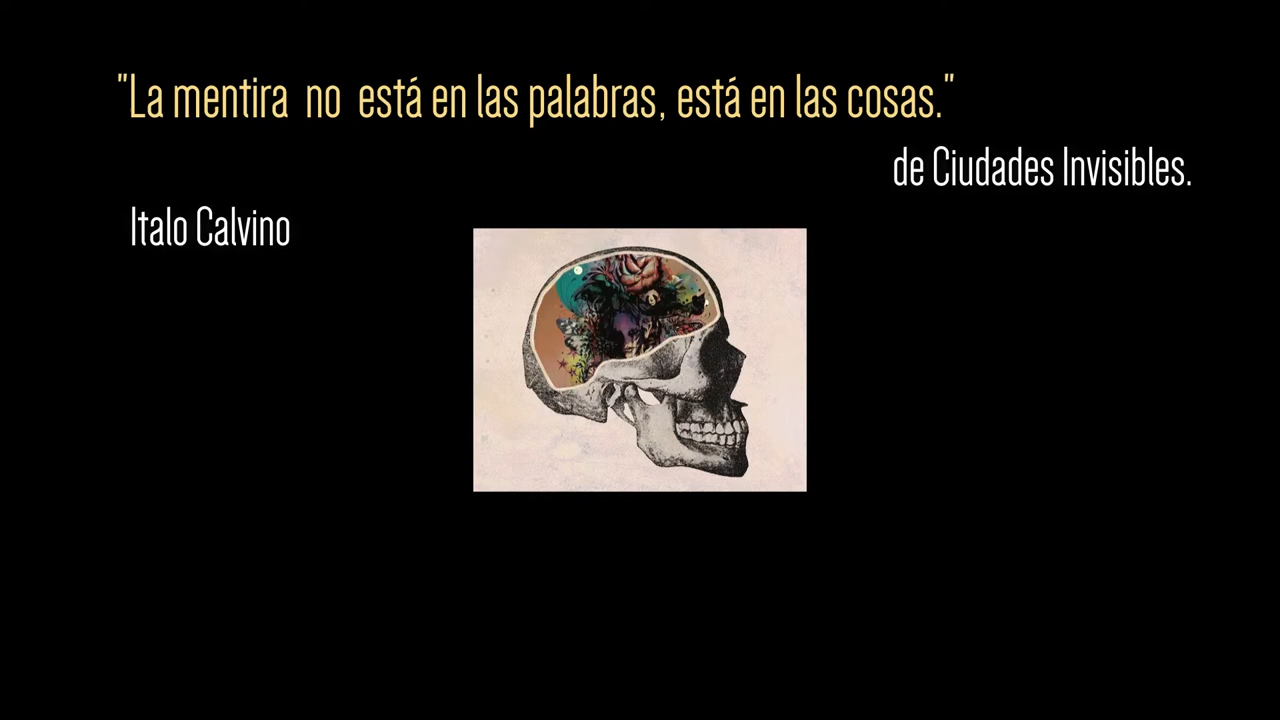 "La mentira no está en las palabras, está en las cosas."
de Ciudades Invisibles.
Italo Calvino